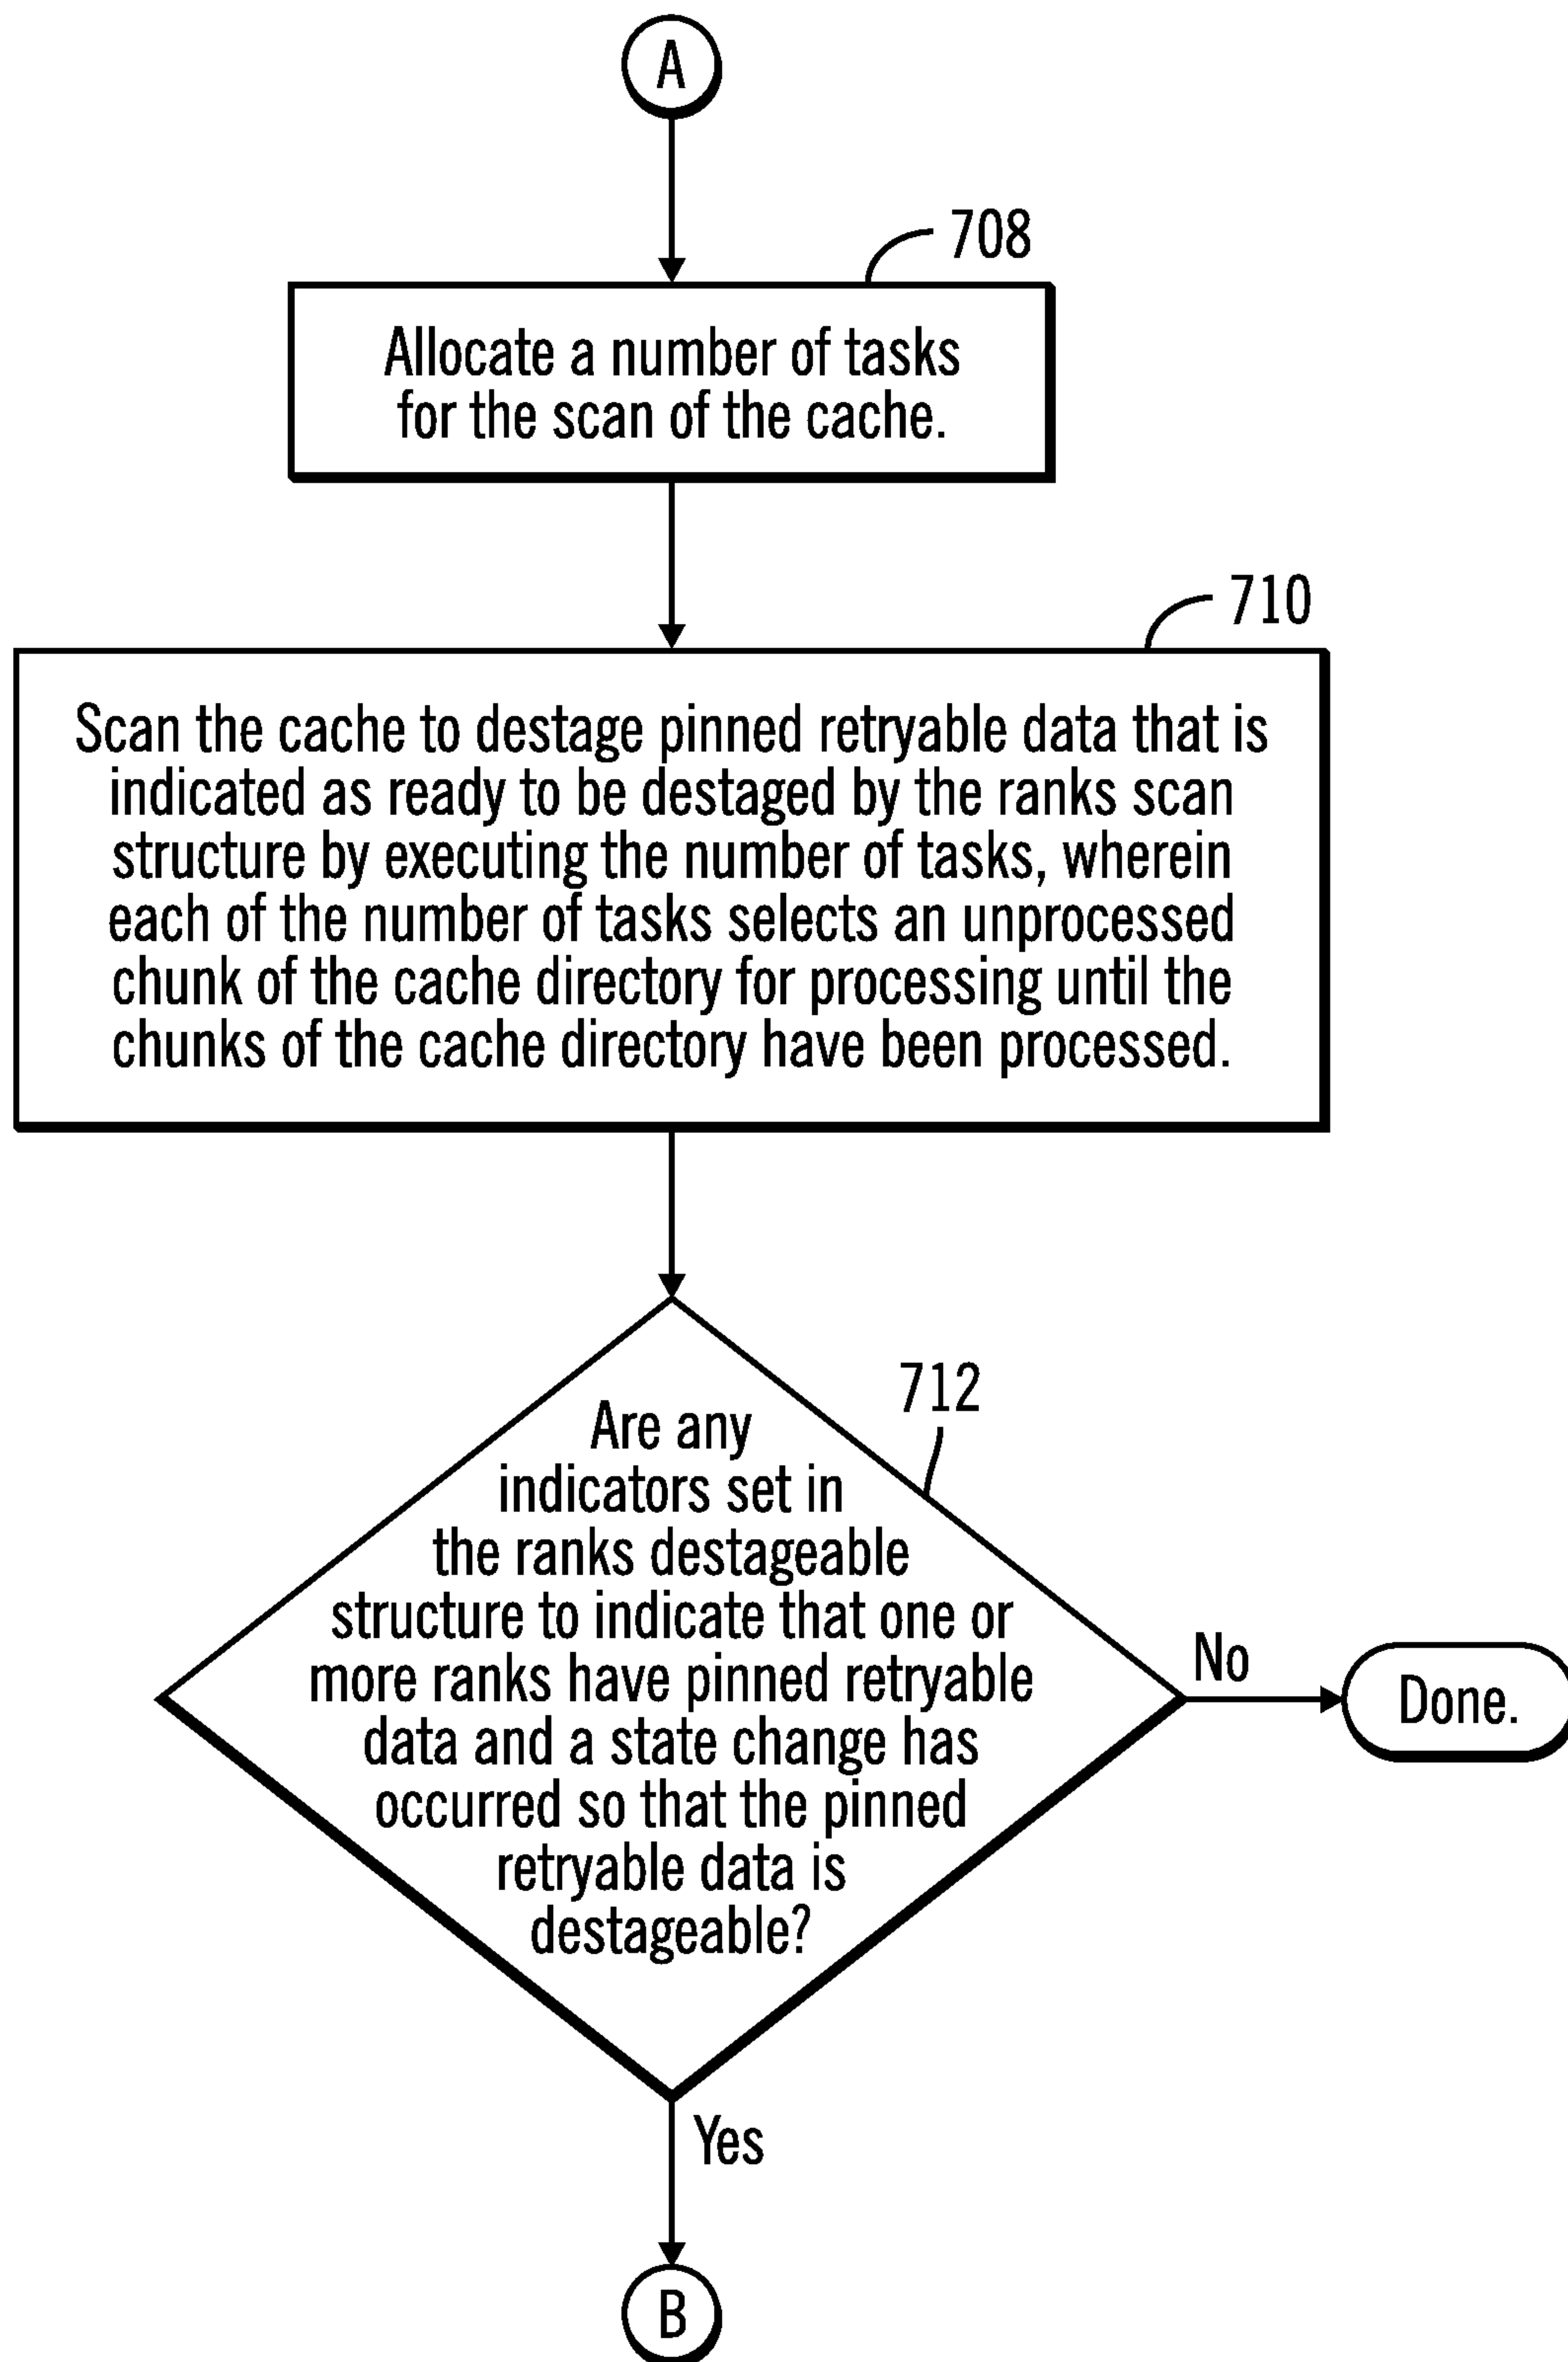 A
708
Allocate a number of tasks
for the scan of the cache.
710
Scan the cache to destage pinned retryable data that is
indicated as ready to be destaged by the ranks scan
structure by executing the number of tasks, wherein
each of the number of tasks selects an unprocessed
chunk of the cache directory for processing until the
chunks of the cache directory have been processed.
712
Are any
indicators set in
the ranks destageable
structure to indicate that one or
more ranks have pinned retryable
data and a state change has
occurred so that the pinned
retryable data is
destageable?
No
Done.
Yes
B